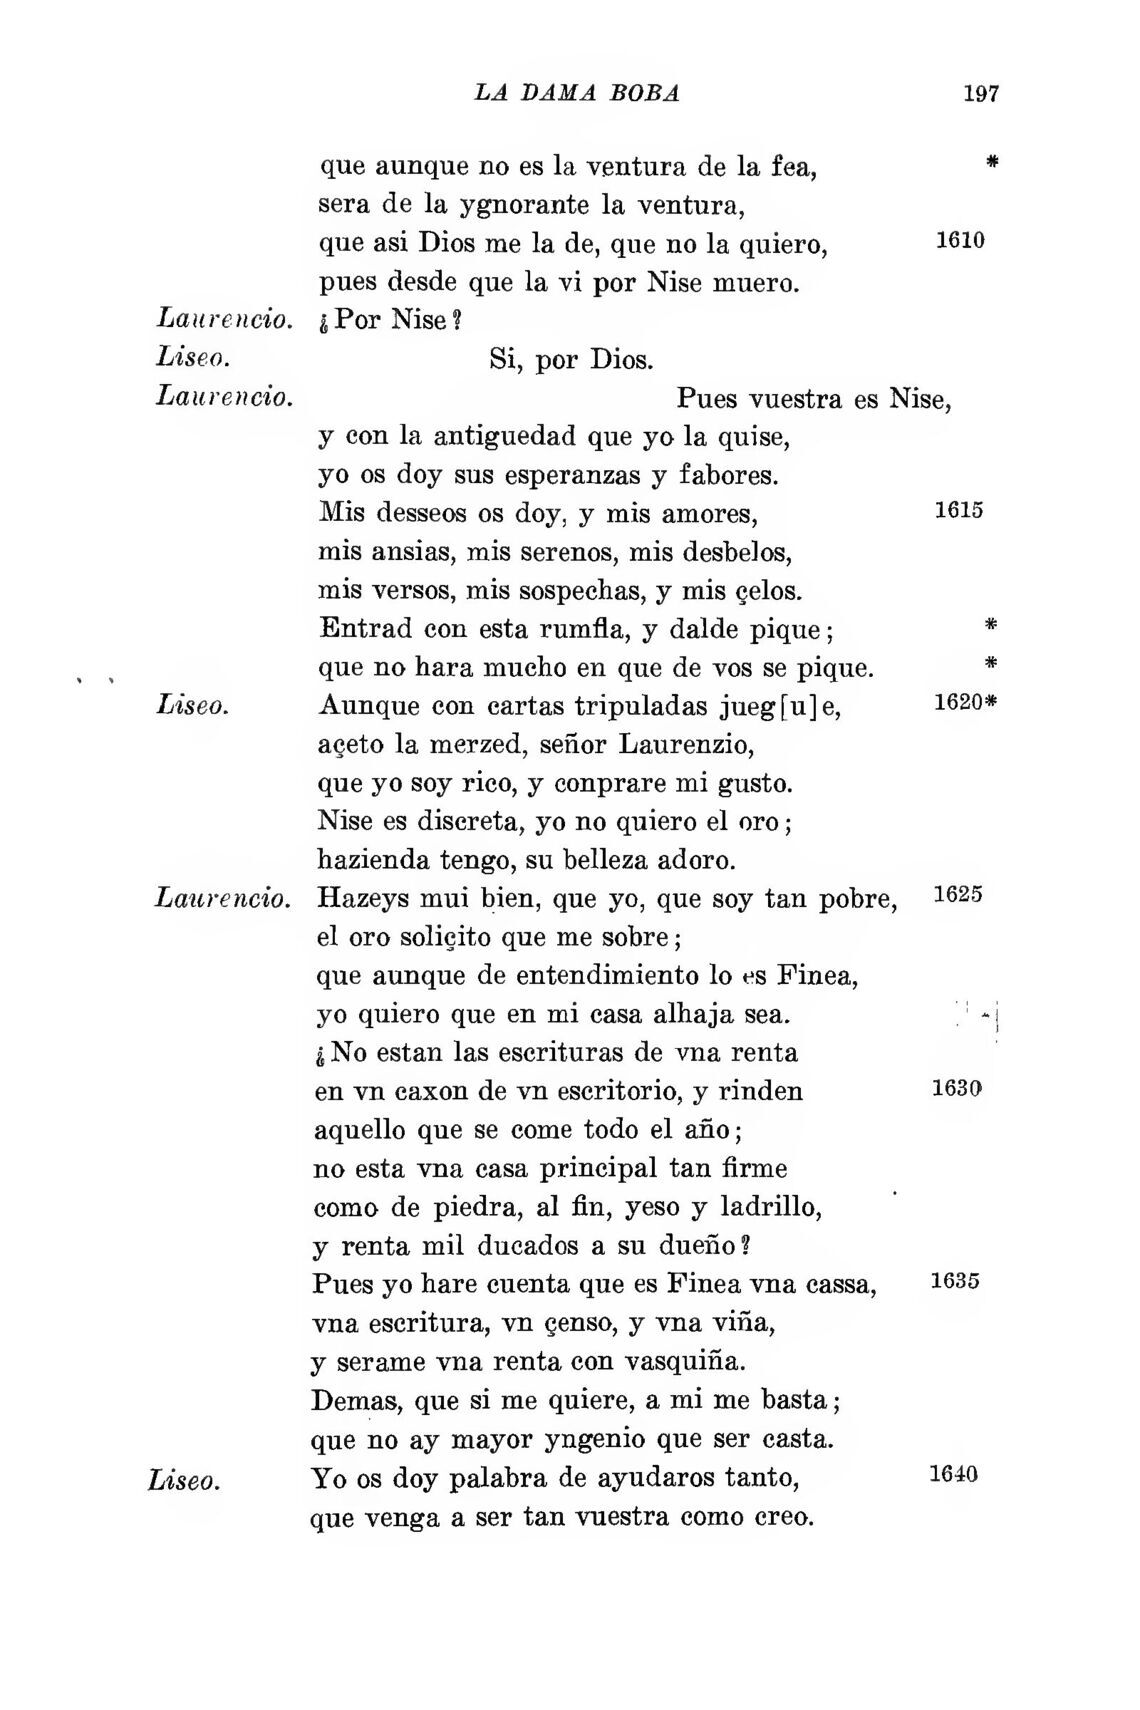 LA DAMA BOBA 197
que aunque no es la ventura de la fea, *
sera de la ygnorante la ventura,
que asi Dios me la de, que no la quiero, 1610
pues desde que la vi por Nise muero.
Laurencio. ¿Por Nise?
Liseo. Si, por Dios.
Laurencio. Pues vuestra es Nise,
y con la antiguedad que yo la quise,
yo os doy sus esperanzas y fabores.
Mis desseos os doy, y mis amores, 1615
mis ansias, mis serenos, mis desbelos,
mis versos, mis sospechas, y mis çelos.
Entrad con esta rumfla, y dalde pique; *
que no hara mucho en que de vos se pique. *
Liseo. Aunque con cartas tripuladas jueg[u]e, 1620*
açeto la merzed, señor Laurenzio,
que yo soy rico, y conprare mi gusto.
Nise es discreta, yo no quiero el oro;
hazienda tengo, su belleza adoro.
Laurencio. Hazeys mui bien, que yo, que soy tan pobre, 1625
el oro soliçito que me sobre;
que aunque de entendimiento lo es Finea,
yo quiero que en mi casa alhaja sea.
¿No estan las escrituras de vna renta
en vn caxon de vn escritorio, y rinden 1630
aquello que se come todo el año;
no esta vna casa principal tan firme
como de piedra, al fin, yeso y ladrillo,
y renta mil ducados a su dueño?
Pues yo hare cuenta que es Finea vna cassa, 1635
vna escritura, vn çenso, y vna viña,
y serame vna renta con vasquiña.
Demas, que si me quiere, a mi me basta;
que no ay mayor yngenio que ser casta.
Liseo. Yo os doy palabra de ayudaros tanto, 1640
que venga a ser tan vuestra como creo.